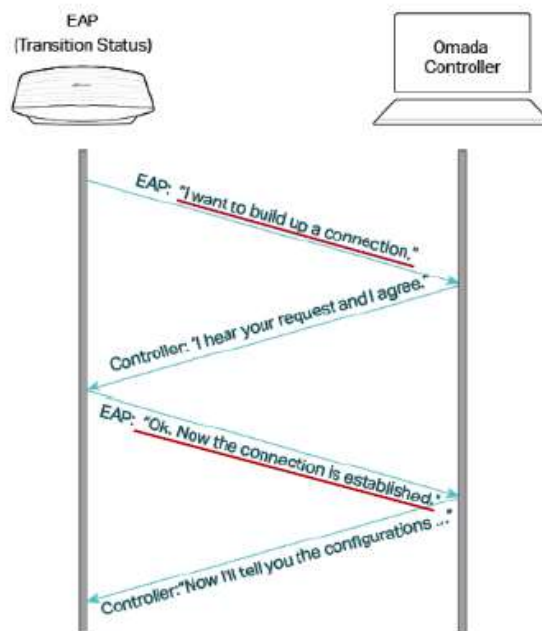 EAP
(Transition Status)
Omada
Controller
EAP: "I want to build up a connection."
Controller: "I hear your request and I agree."
EAP: "Ok. Now the connection is established."
Controller:"Now I'll tell you the configurations ..."